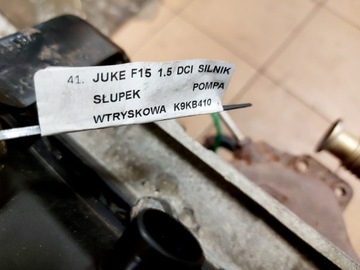 41. JUKE F15 1.5 DCI SILNIK
SŁUPEK POMPA
WTRYSKOWA K9KB410